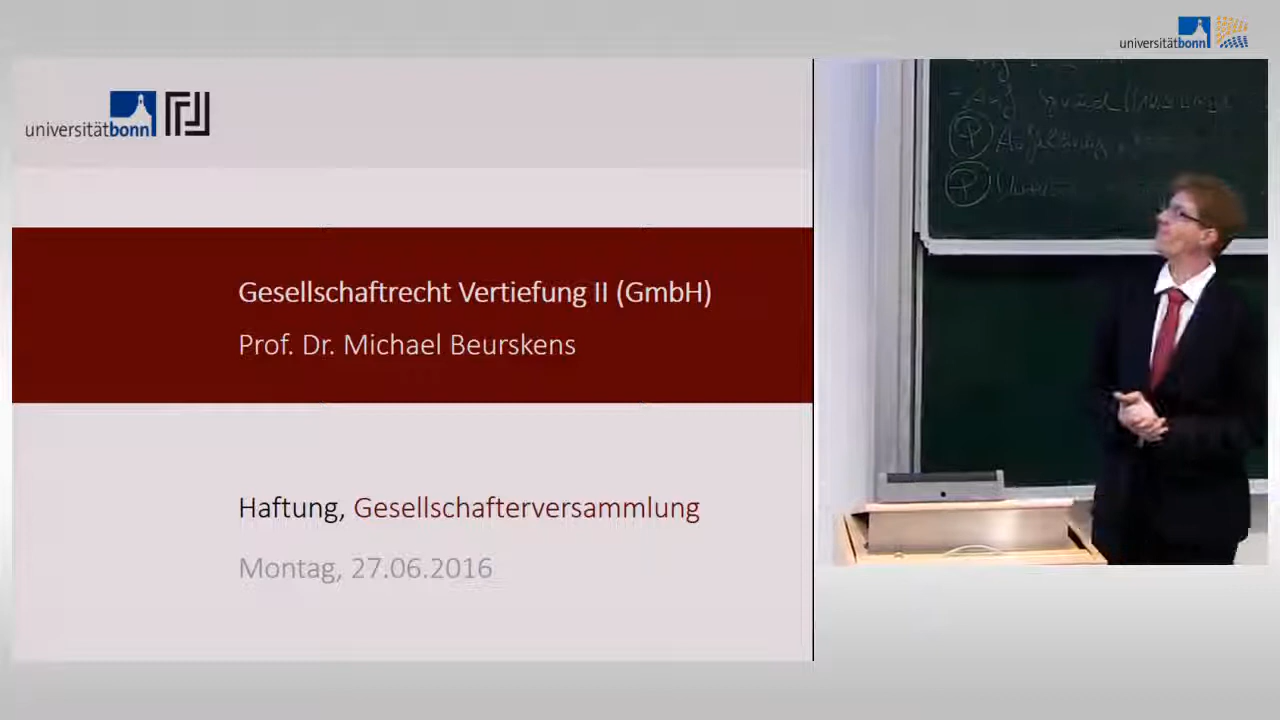 universitätbonn
universitätbonn
Gesellschaftrecht Vertiefung II (GmbH)
Prof. Dr. Michael Beurskens
Haftung, Gesellschafterversammlung
Montag, 27.06.2016